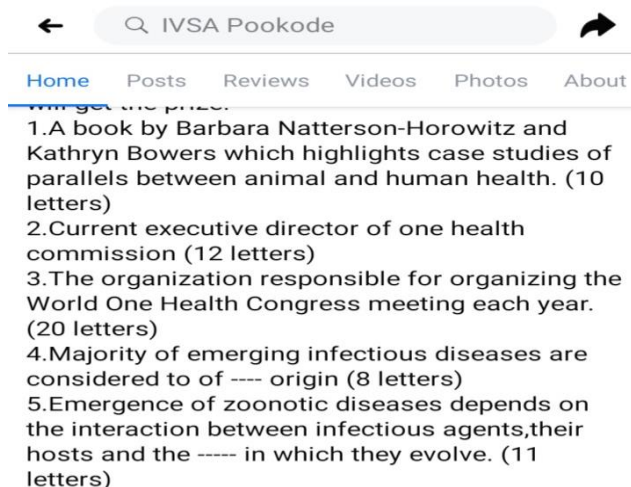 IVSA Pookode
Home Posts Reviews Videos Photos About
will get the prize.
1.A book by Barbara Natterson-Horowitz and
Kathryn Bowers which highlights case studies of
parallels between animal and human health. (10
letters)
2.Current executive director of one health
commission (12 letters)
3.The organization responsible for organizing the
World One Health Congress meeting each year.
(20 letters)
4.Majority of emerging infectious diseases are
considered to of ---- origin (8 letters)
5.Emergence of zoonotic diseases depends on
the interaction between infectious agents,their
hosts and the ----- in which they evolve. (11
letters)